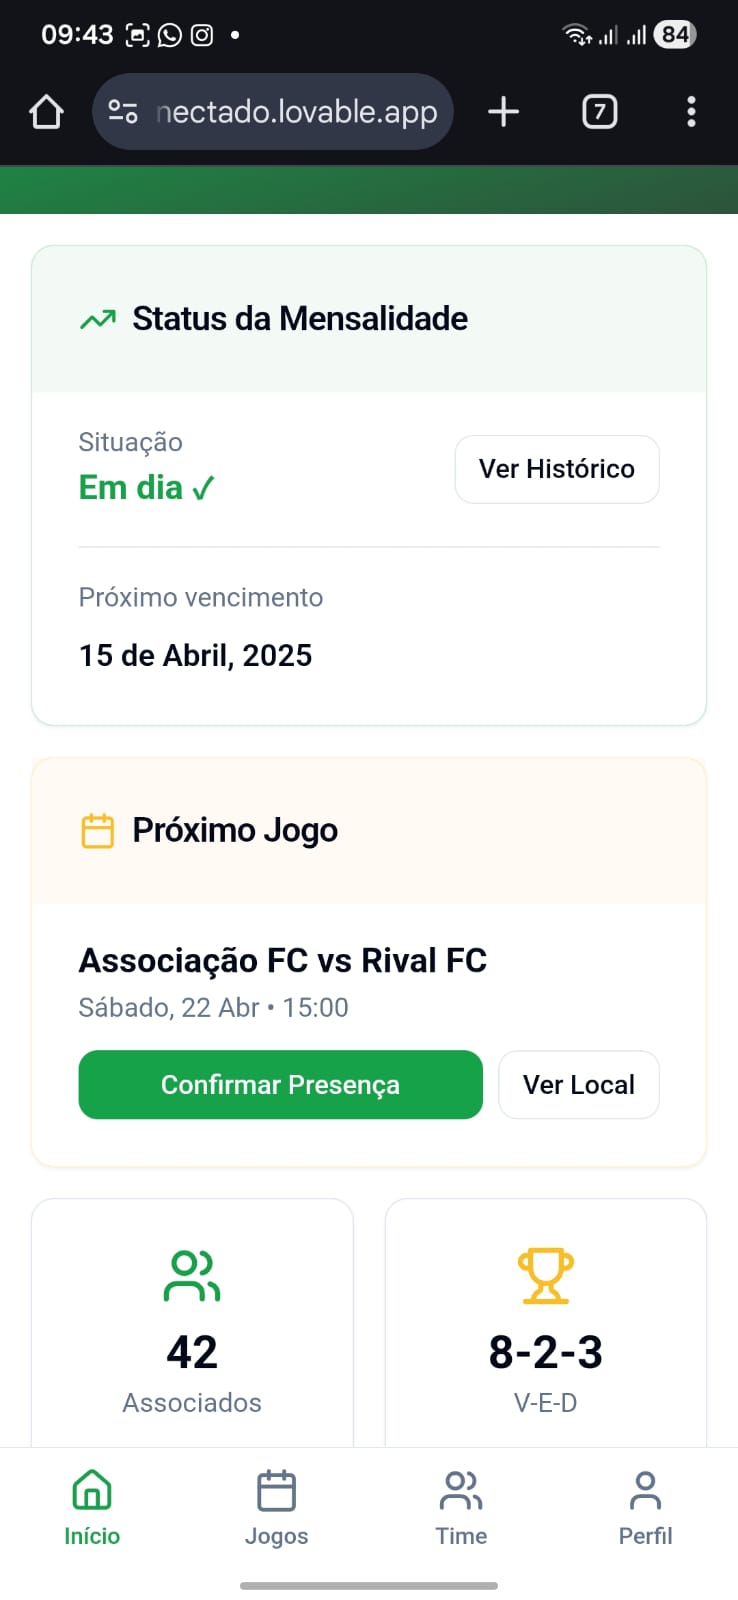 09:43
84
nectado.lovable.app
7
Status da Mensalidade
Situação
Em dia ✓
Ver Histórico
Próximo vencimento
15 de Abril, 2025
Próximo Jogo
Associação FC vs Rival FC
Sábado, 22 Abr • 15:00
Confirmar Presença
Ver Local
42
Associados
8-2-3
V-E-D
Início
Jogos
Time
Perfil